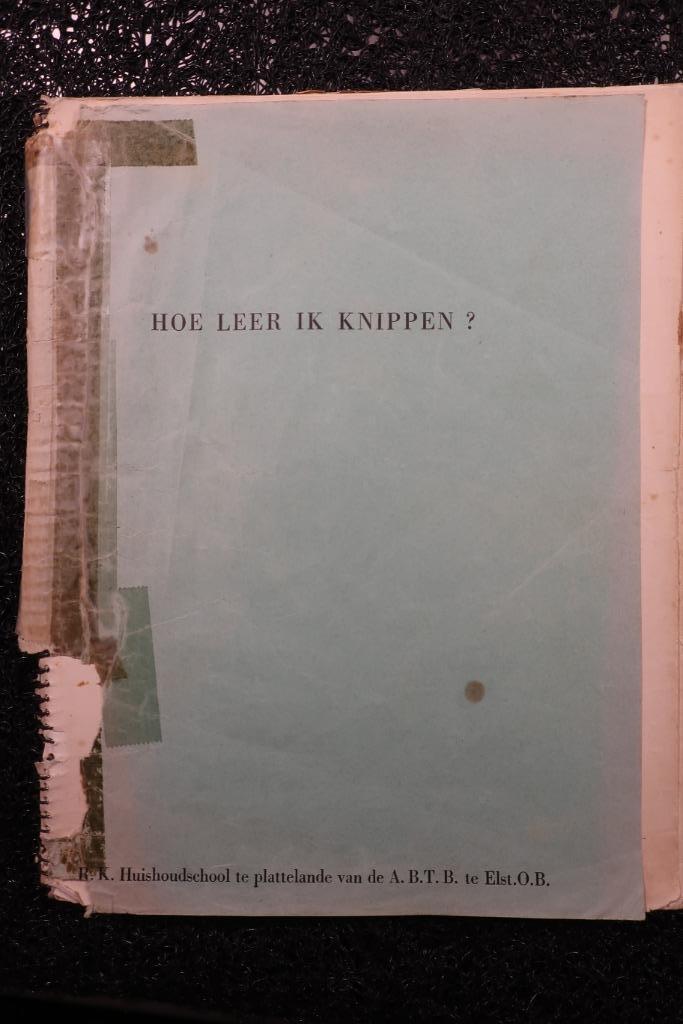 HOE LEER IK KNIPPEN ?
R. K. Huishoudschool te plattelande van de A. B. T. B. te Elst.O.B.